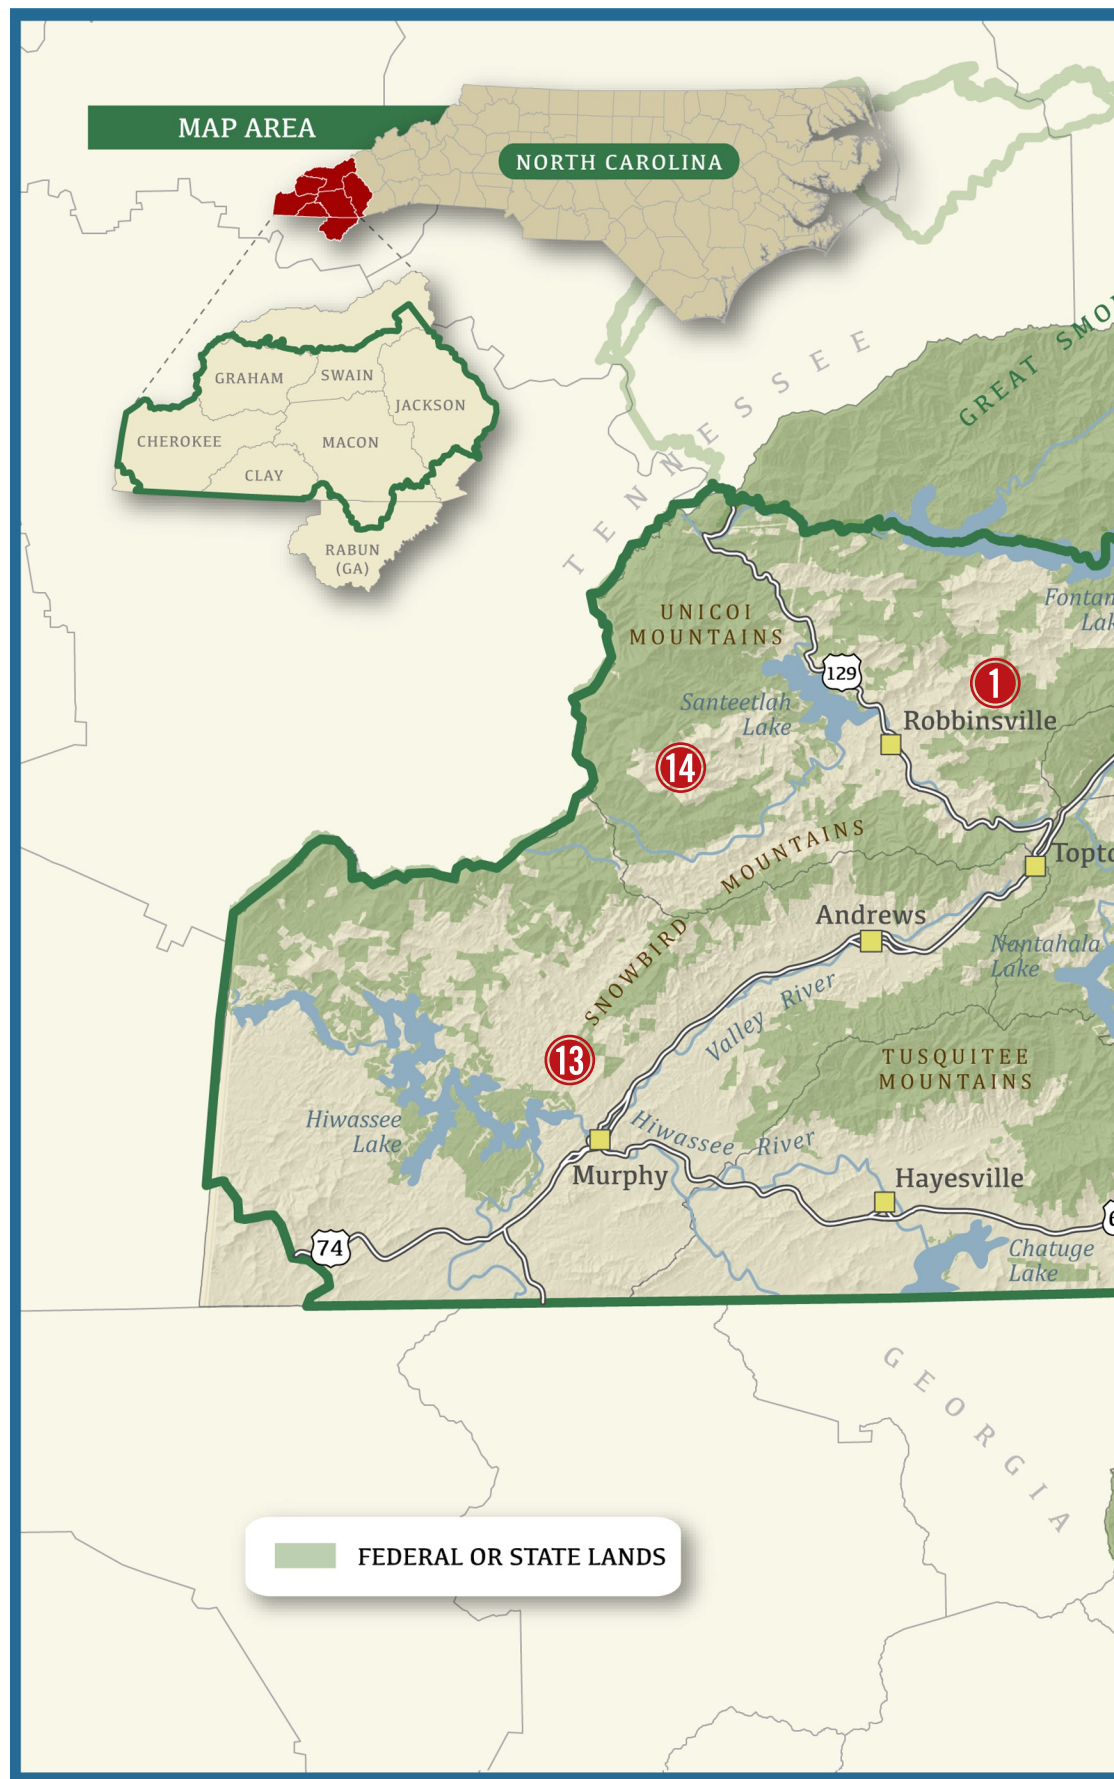 MAP AREA
NORTH CAROLINA
GRAHAM
SWAIN
JACKSON
CHEROKEE
MACON
CLAY
RABUN
(GA)
TENNESSEE
GREAT
UNICOI
MOUNTAINS
129
1
Santeetlah
Lake
Robbinsville
14
Lake
SNOWBIRD MOUNTAINS
Andrews
Nantahala
Lake
Valley River
13
TUSQUITEE
MOUNTAINS
Hiwassee
Lake
Hiwassee River
Murphy
Hayesville
74
Chatuge
Lake
GEORGIA
FEDERAL OR STATE LANDS